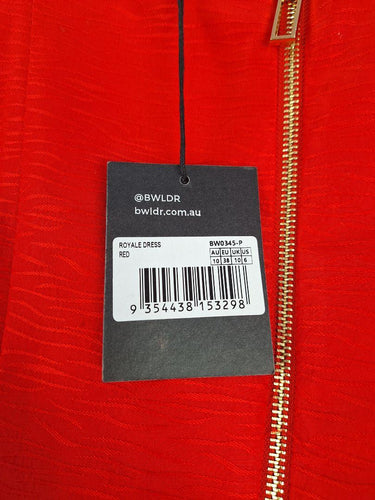 @BWLDR
bwldr.com.au
ROYALE DRESS BW0345-P
RED AU EU UK US
10 38 10 6
9 354438 153298